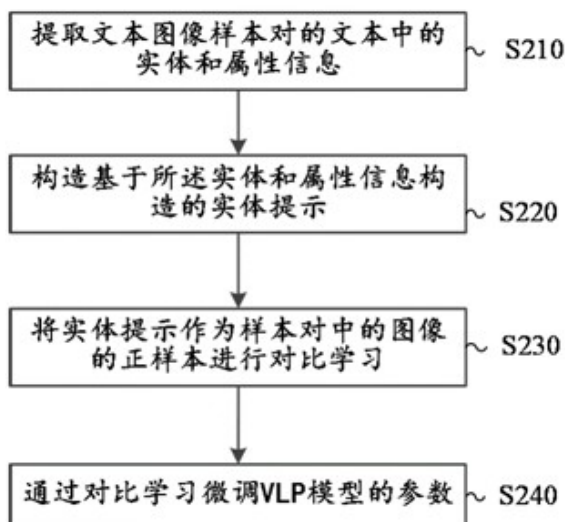 提取文本图像样本对的文本中的
实体和属性信息
S210
构造基于所述实体和属性信息构
造的实体提示
S220
将实体提示作为样本对中的图像
的正样本进行对比学习
S230
通过对比学习微调VLP模型的参数
S240